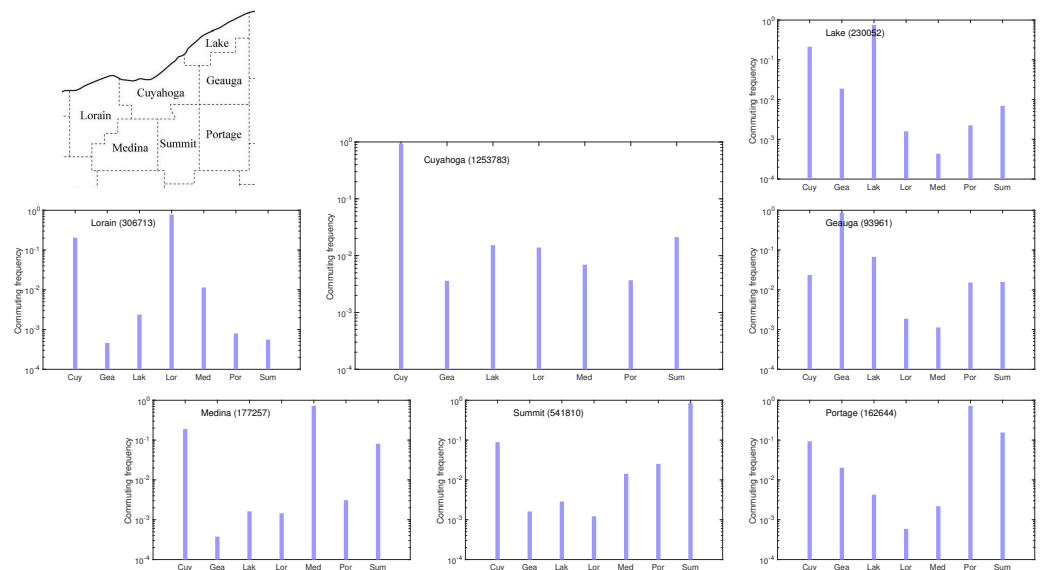 Lake
Geauga
Cuyahoga
Lorain
Portage
Medina
Summit
Lake (230052)
Commuting frequency
10^0
10^-1
10^-2
10^-3
10^-4
Cuy Gea Lak Lor Med Por Sum
Cuyahoga (1253783)
Commuting frequency
10^0
10^-1
10^-2
10^-3
10^-4
Cuy Gea Lak Lor Med Por Sum
Lorain (306713)
Commuting frequency
10^0
10^-1
10^-2
10^-3
10^-4
Cuy Gea Lak Lor Med Por Sum
Geauga (93961)
Commuting frequency
10^0
10^-1
10^-2
10^-3
10^-4
Cuy Gea Lak Lor Med Por Sum
Medina (177257)
Commuting frequency
10^0
10^-1
10^-2
10^-3
10^-4
Cuy Gea Lak Lor Med Por Sum
Summit (541810)
Commuting frequency
10^0
10^-1
10^-2
10^-3
10^-4
Cuy Gea Lak Lor Med Por Sum
Portage (162644)
Commuting frequency
10^0
10^-1
10^-2
10^-3
10^-4
Cuy Gea Lak Lor Med Por Sum